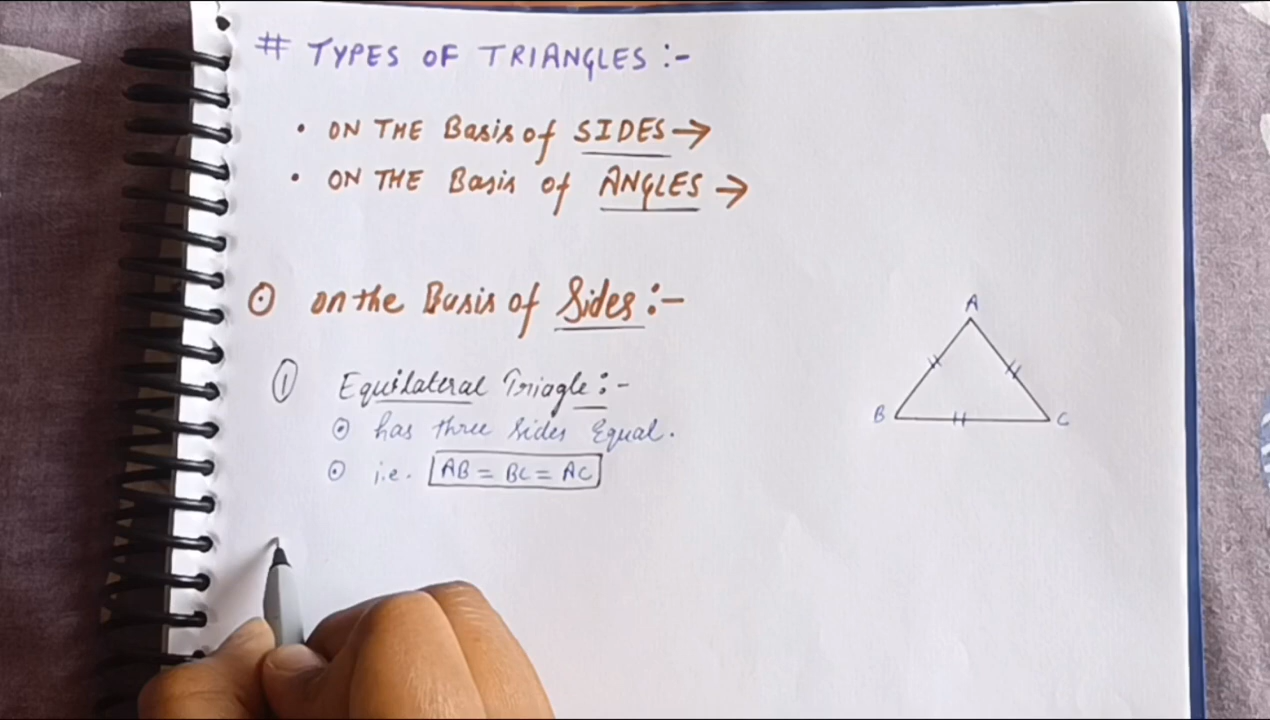 # TYPES OF TRIANGLES :-
• ON THE Basis of SIDES →
• ON THE Basis of ANGLES →
⊙ on the Basis of Sides :-
① Equilateral Triagle :-
⊙ has three Sides Equal.
⊙ i.e. AB = BC = AC
A
B
C